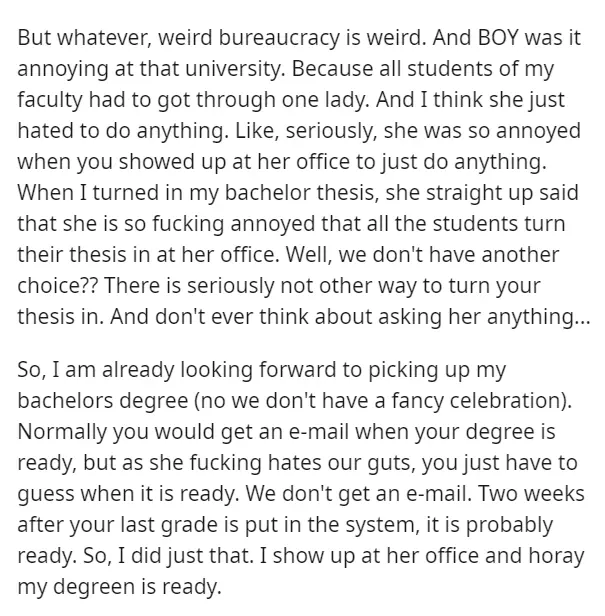 But whatever, weird bureaucracy is weird. And BOY was it
annoying at that university. Because all students of my
faculty had to got through one lady. And I think she just
hated to do anything. Like, seriously, she was so annoyed
when you showed up at her office to just do anything.
When I turned in my bachelor thesis, she straight up said
that she is so fucking annoyed that all the students turn
their thesis in at her office. Well, we don't have another
choice?? There is seriously not other way to turn your
thesis in. And don't ever think about asking her anything...
So, I am already looking forward to picking up my
bachelors degree (no we don't have a fancy celebration).
Normally you would get an e-mail when your degree is
ready, but as she fucking hates our guts, you just have to
guess when it is ready. We don't get an e-mail. Two weeks
after your last grade is put in the system, it is probably
ready. So, I did just that. I show up at her office and horay
my degreen is ready.